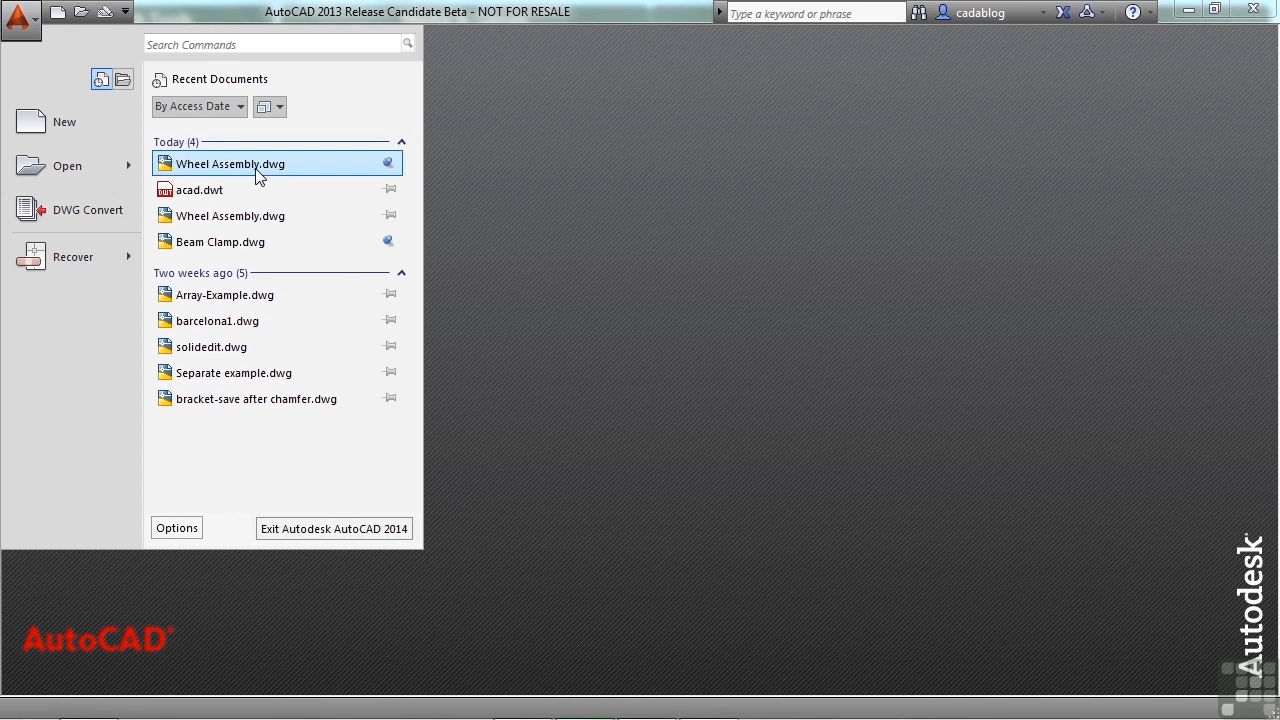 AutoCAD 2013 Release Candidate Beta - NOT FOR RESALE
Type a keyword or phrase
cadablog
Search Commands
Recent Documents
By Access Date
New
Open
DWG Convert
Recover
Today (4)
Wheel Assembly.dwg
acad.dwt
Wheel Assembly.dwg
Beam Clamp.dwg
Two weeks ago (5)
Array-Example.dwg
barcelona1.dwg
solidedit.dwg
Separate example.dwg
bracket-save after chamfer.dwg
Options
Exit Autodesk AutoCAD 2014
AutoCAD®
Autodesk®